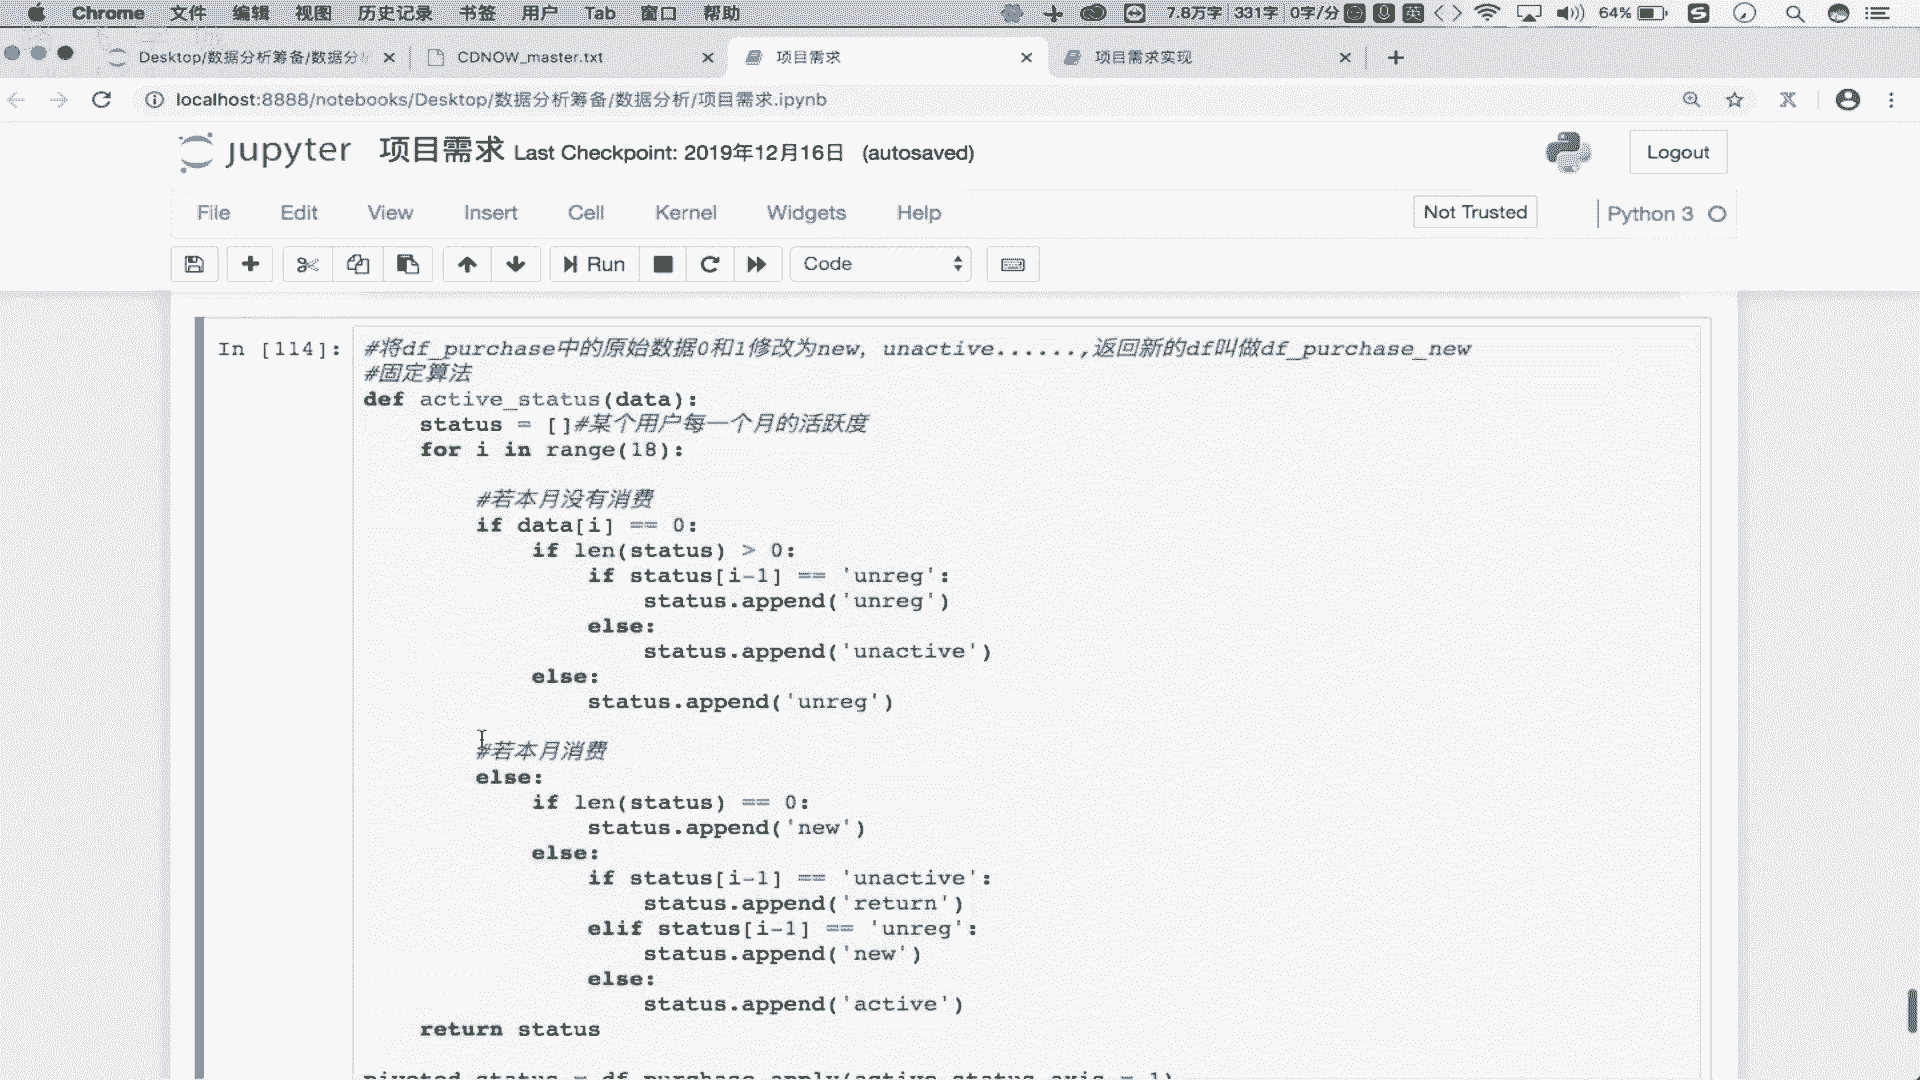 Chrome 文件 编辑 视图 历史记录 书签 用户 Tab 窗口 帮助 7.8万字 331字 0字/分 英 64%
Desktop/数据分析筹备/数据分 CDNOW_master.txt 项目需求 项目需求实现
localhost:8888/notebooks/Desktop/数据分析筹备/数据分析/项目需求.ipynb
jupyter 项目需求 Last Checkpoint: 2019年12月16日 (autosaved) Logout
File Edit View Insert Cell Kernel Widgets Help Not Trusted Python 3
Run Code
In [114]: #将df_purchase中的原始数据0和1修改为new, unactive......,返回新的df叫做df_purchase_new
#固定算法
def active_status(data):
status = []#某个用户每一个月的活跃度
for i in range(18):
#若本月没有消费
if data[i] == 0:
if len(status) > 0:
if status[i-1] == 'unreg':
status.append('unreg')
else:
status.append('unactive')
else:
status.append('unreg')
#若本月消费
else:
if len(status) == 0:
status.append('new')
else:
if status[i-1] == 'unactive':
status.append('return')
elif status[i-1] == 'unreg':
status.append('new')
else:
status.append('active')
return status
pivoted_status = df_purchase.apply(active_status,axis = 1)